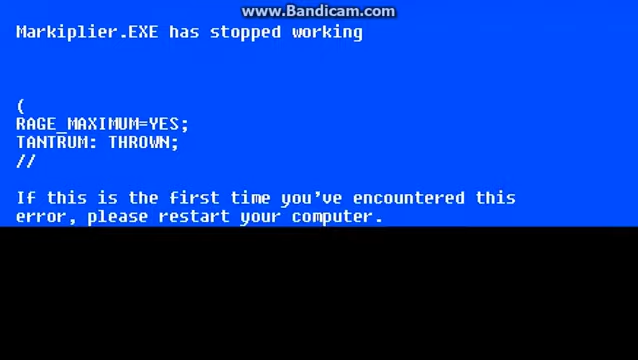 www.Bandicam.com
Markiplier.EXE has stopped working
(
RAGE_MAXIMUM=YES;
TANTRUM: THROWN;
//
If this is the first time you've encountered this
error, please restart your computer.